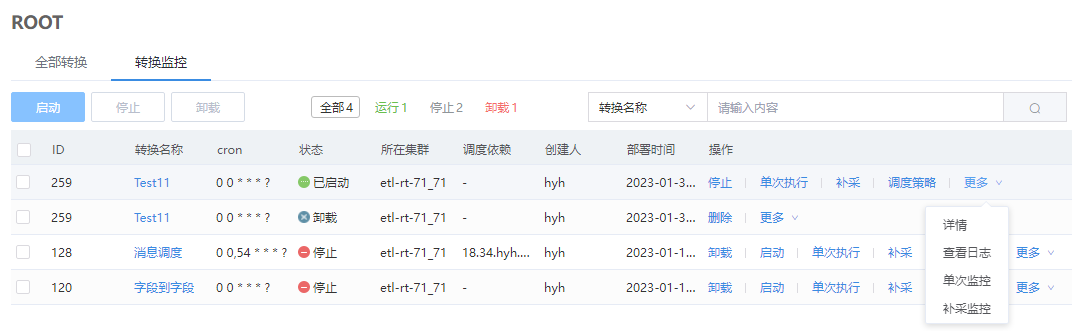 ROOT
全部转换 转换监控
启动 停止 卸载 全部 4 运行 1 停止 2 卸载 1 转换名称 请输入内容
ID 转换名称 cron 状态 所在集群 调度依赖 创建人 部署时间 操作
259 Test11 0 0 * * * ? 已启动 etl-rt-71_71 - hyh 2023-01-3... 停止 单次执行 补采 调度策略 更多
259 Test11 0 0 * * * ? 卸载 etl-rt-71_71 - hyh 2023-01-3... 删除 更多
详情
128 消息调度 0 0,54 * * * ? 停止 etl-rt-71_71 18.34.hyh.... hyh 2023-01-1... 卸载 启动 单次执行 补采 查看日志 更多
单次监控
120 字段到字段 0 0 * * * ? 停止 etl-rt-71_71 - hyh 2023-01-1... 卸载 启动 单次执行 补采 更多
补采监控